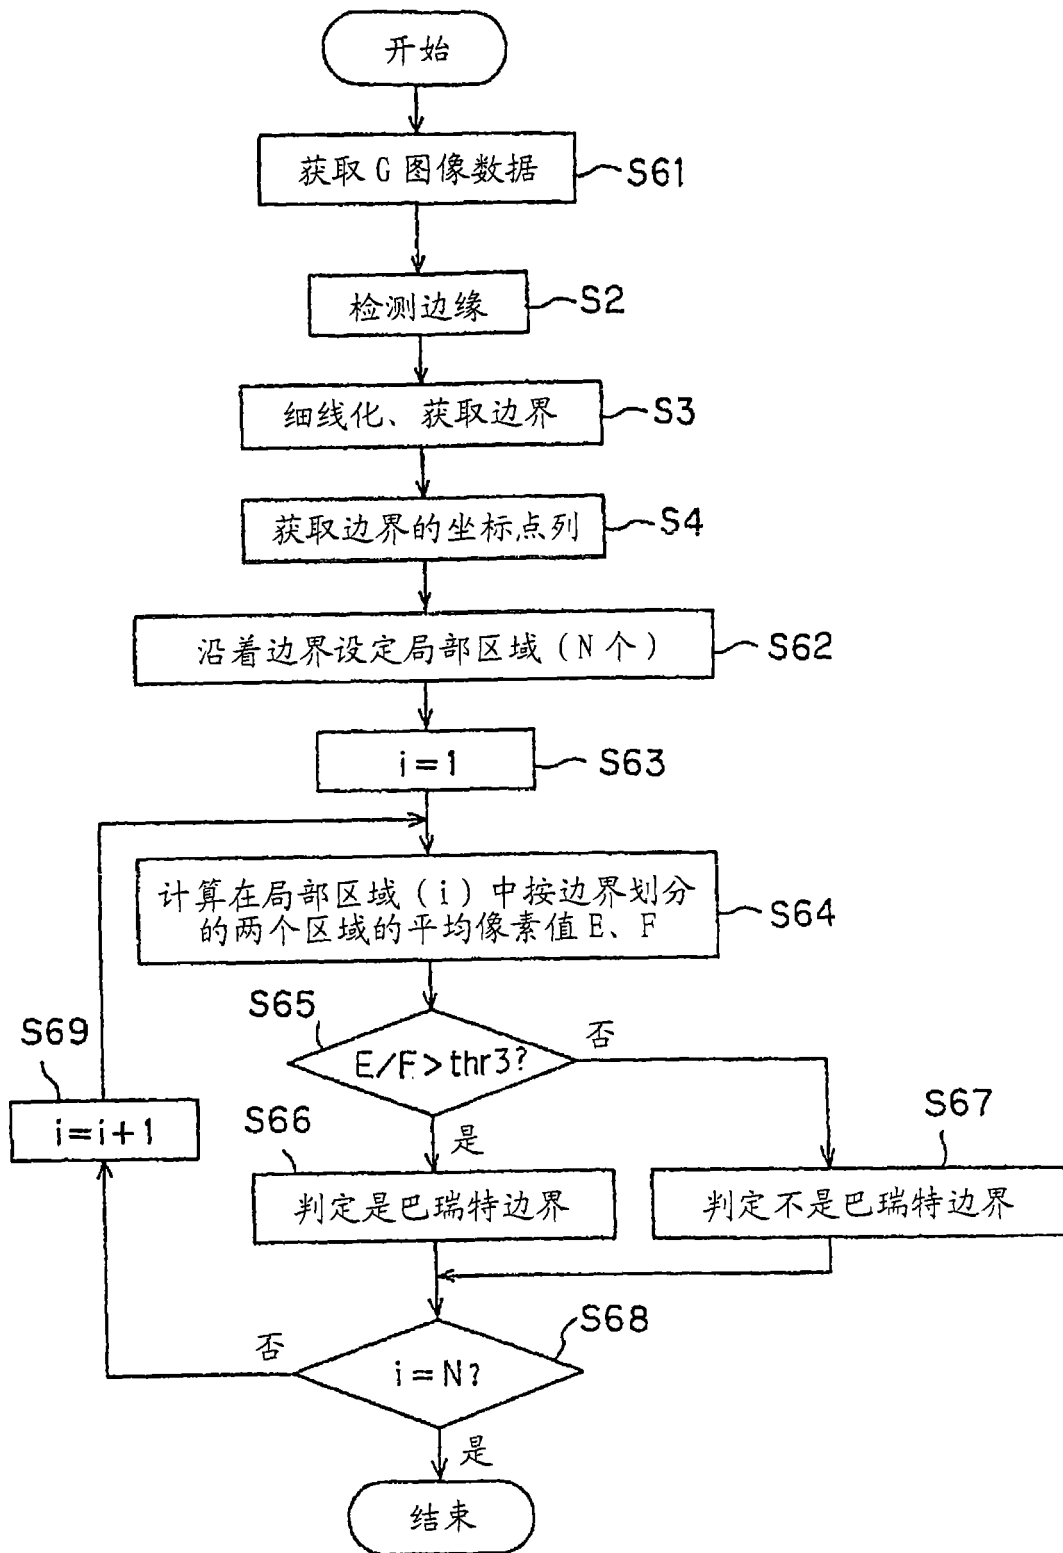 开始
获取 G 图像数据
S61
检测边缘
S2
细线化、获取边界
S3
获取边界的坐标点列
S4
沿着边界设定局部区域（N 个）
S62
i=1
S63
计算在局部区域（i）中按边界划分
的两个区域的平均像素值 E、F
S64
S65
E/F>thr3?
否
S69
i=i+1
S66
是
S67
判定是巴瑞特边界
判定不是巴瑞特边界
S68
否
i=N?
是
结束